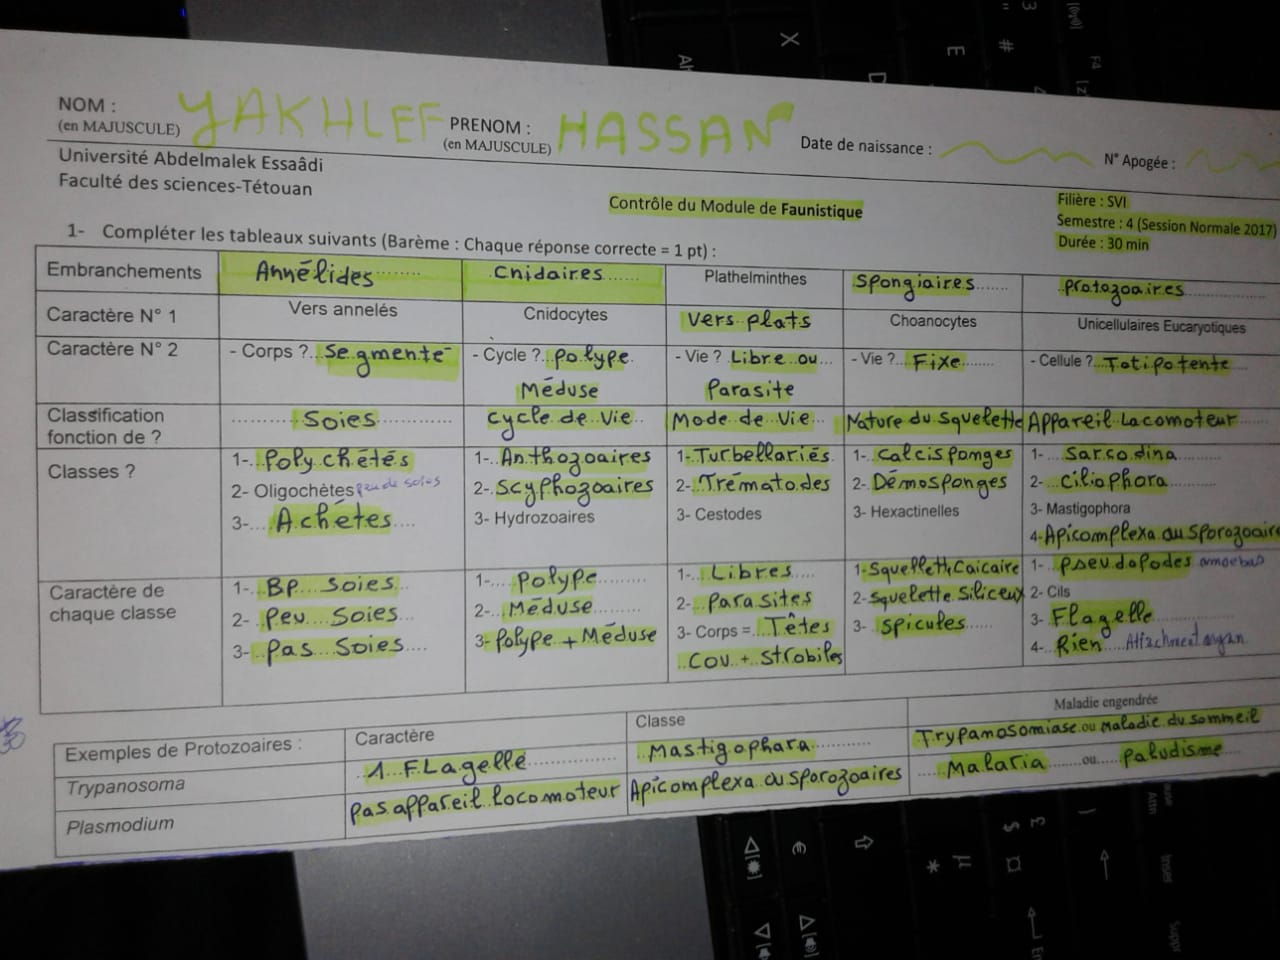 NOM : YAKHLEF PRENOM : HASSAN Date de naissance : N° Apogée :
(en MAJUSCULE) (en MAJUSCULE)
Université Abdelmalek Essaâdi
Faculté des sciences-Tétouan
Contrôle du Module de Faunistique
Filière : SVI
Semestre : 4 (Session Normale 2017)
Durée : 30 min
1- Compléter les tableaux suivants (Barème : Chaque réponse correcte = 1 pt) :
Embranchements Annélides Cnidaires Plathelminthes Spongiaires protozoaires
Caractère N° 1 Vers annelés Cnidocytes vers plats Choanocytes Unicellulaires Eucaryotiques
Caractère N° 2 - Corps ? Segmenté - Cycle ? polype - Vie ? Libre ou - Vie ? Fixe - Cellule ? Totipotente
Méduse Parasite
Classification
fonction de ? Soies cycle de Vie Mode de Vie Nature du squelette Appareil Locomoteur
Classes ? 1- Polychétés 1- Anthozoaires 1- Turbellariés 1- Calcisponges 1- Sarcodina
2- Oligochètes peu de soies 2- Scyphozoaires 2- Trématodes 2- Démosponges 2- Ciliophora
3- Achétes 3- Hydrozoaires 3- Cestodes 3- Hexactinelles 3- Mastigophora
4- Apicomplexa ou Sporozoaire
Caractère de
chaque classe
1- Bp Soies 1- Polype 1- Libres 1- Squelette Calcaire 1- pseudopodes amoebas
2- Peu Soies 2- Méduse 2- Parasites 2- Squelette Siliceux 2- Cils
3- Pas Soies 3- Polype + Méduse 3- Corps = Têtes 3- Spicules 3- Flagelle
Cou + Strobiles 4- Rien Attachment organ
Exemples de Protozoaires : Caractère Classe Maladie engendrée
Trypanosoma 1 Flagelle Mastigophara Trypanosomiase ou Maladie du sommeil
Plasmodium pas appareil locomoteur Apicomplexa ou Sporozoaires Malaria ou paludisme